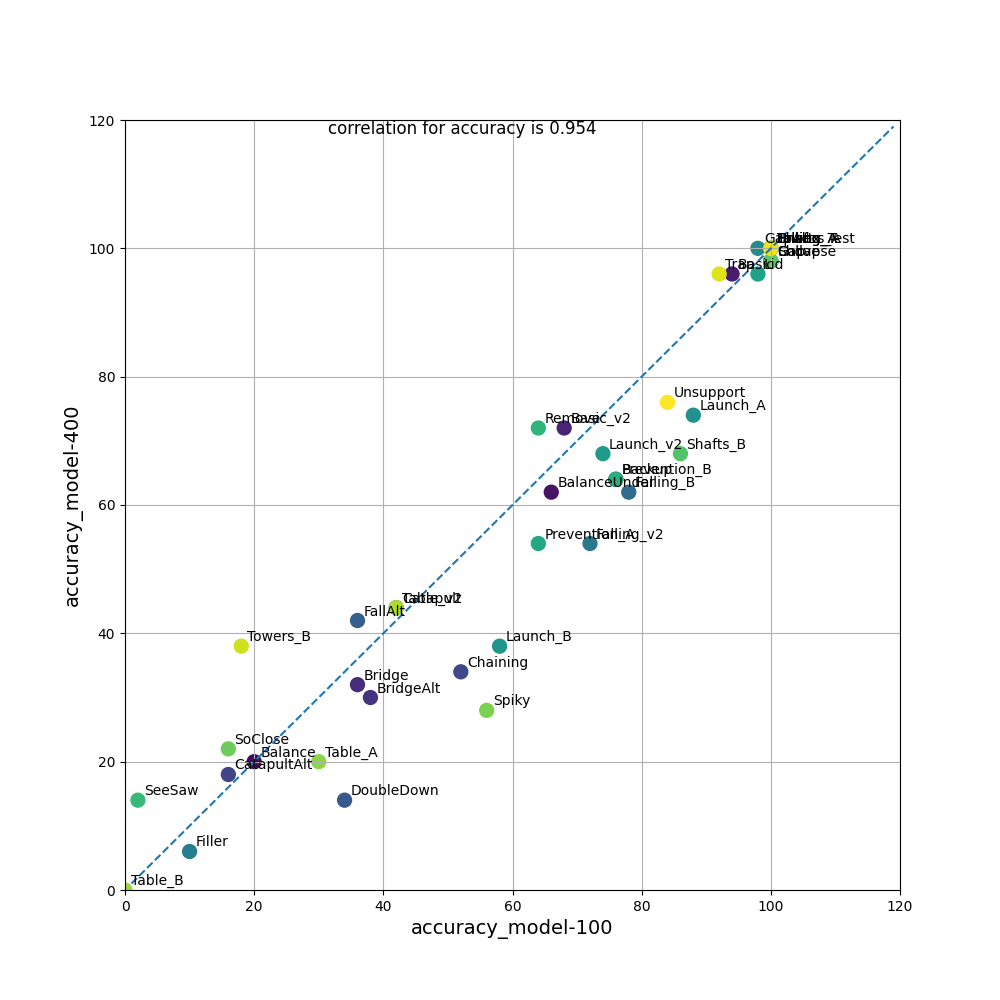 correlation for accuracy is 0.954
120
100
80
60
40
20
0
accuracy_model-400
Basic
Unsupport
Launch_A
Remove
Basic_v2
Launch_v2
Shafts_B
Prevention_B
BalanceUnder
Falling_B
Prevention_A
Falling_v2
Table_v2
Catapult
FallAlt
Towers_B
Launch_B
Chaining
Bridge
BridgeAlt
Spiky
SoClose
Balance
Table_A
CatapultAlt
SeeSaw
DoubleDown
Filler
Table_B
0
20
40
60
80
100
120
accuracy_model-100